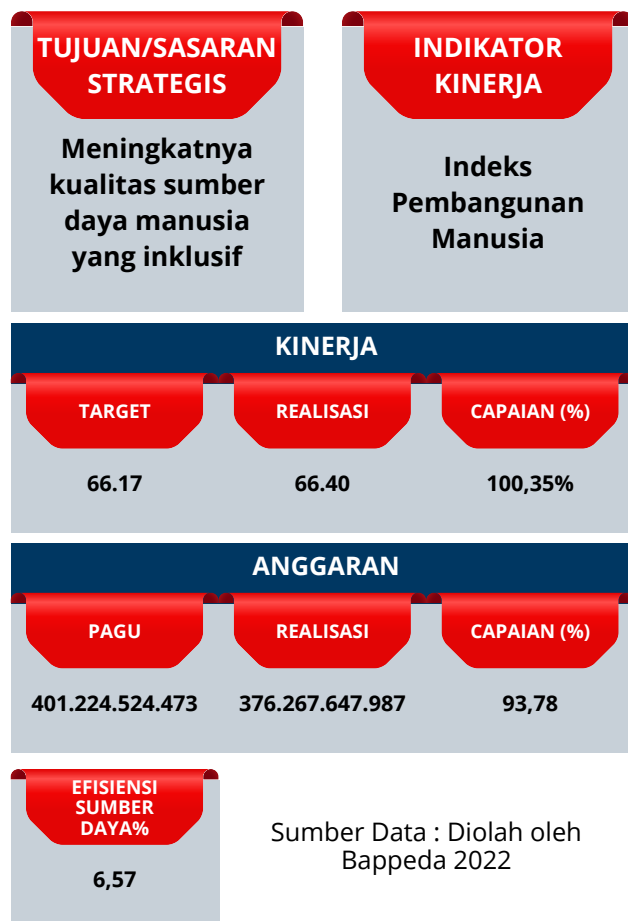 TUJUAN/SASARAN
STRATEGIS
Meningkatnya
kualitas sumber
daya manusia
yang inklusif
INDIKATOR
KINERJA
Indeks
Pembangunan
Manusia
KINERJA
TARGET
REALISASI
CAPAIAN (%)
66.17
66.40
100,35%
ANGGARAN
PAGU
REALISASI
CAPAIAN (%)
401.224.524.473
376.267.647.987
93,78
EFISIENSI
SUMBER
DAYA%
6,57
Sumber Data : Diolah oleh
Bappeda 2022